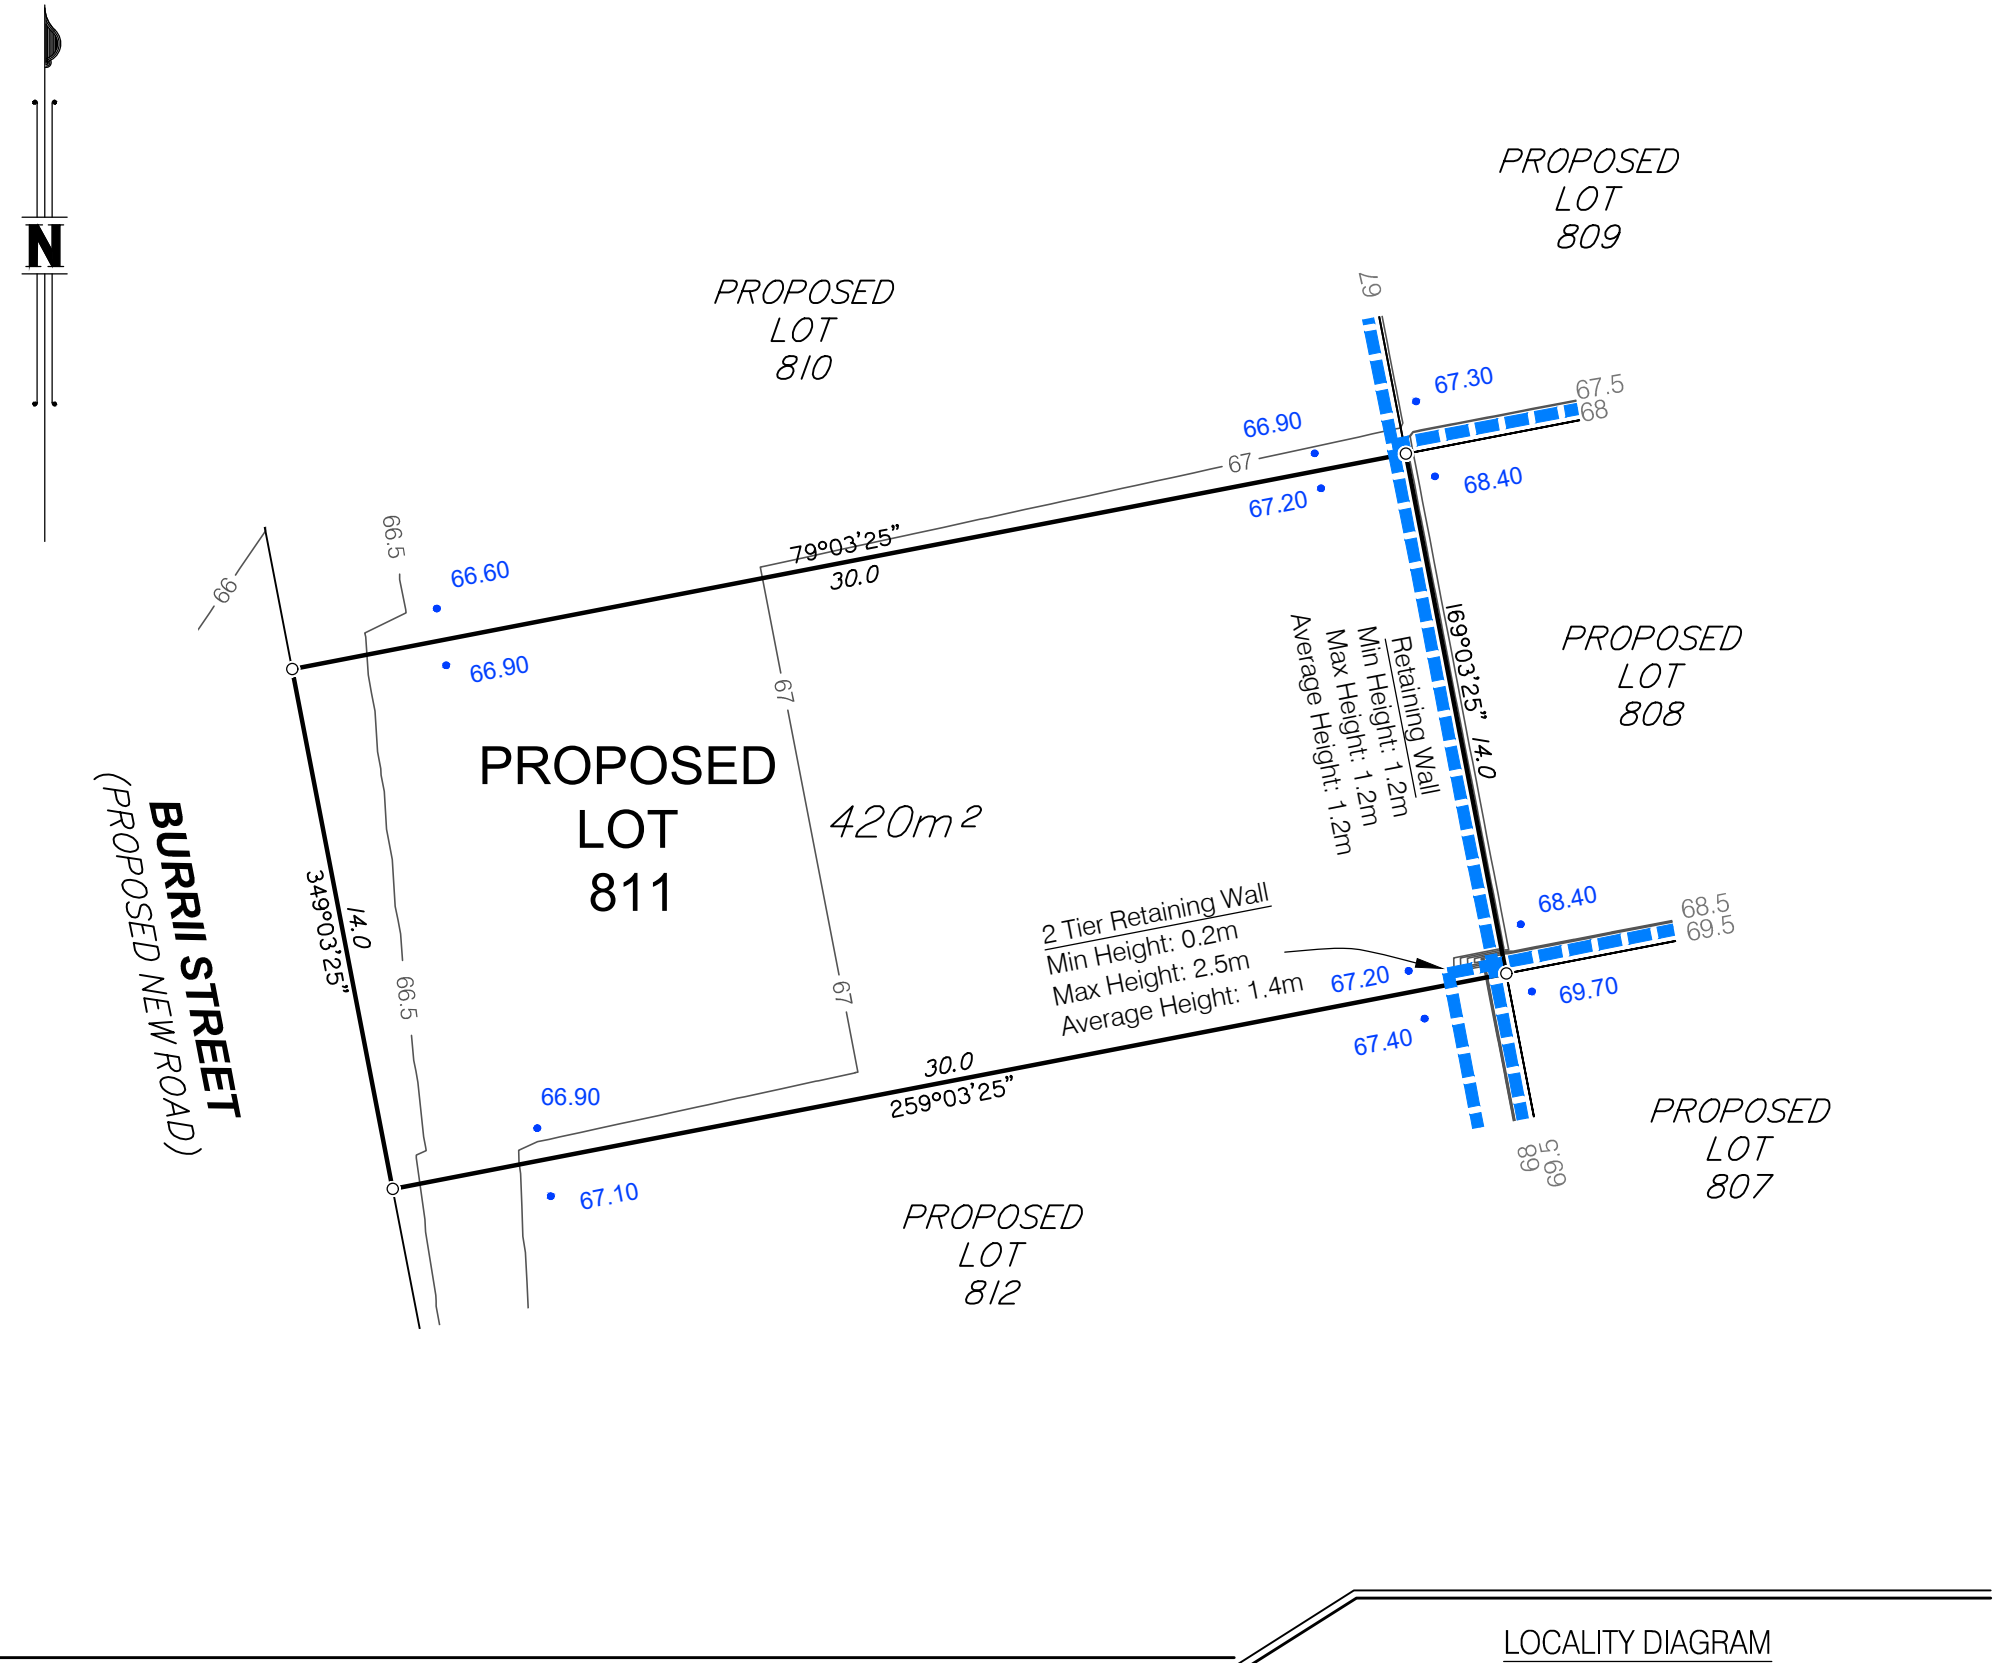 N
PROPOSED
LOT
809
PROPOSED
LOT
810
67
67.30
67.5
68
66.90
67
67.20
68.40
66.5
66.60
66
66.90
79°03'25"
30.0
67
PROPOSED
LOT
811
420m²
Retaining Wall
Min Height: 1.2m
Max Height: 1.2m
Average Height: 1.2m
169°03'25"
14.0
PROPOSED
LOT
808
BURRII STREET
(PROPOSED NEW ROAD)
349°03'25"
14.0
66.5
67
2 Tier Retaining Wall
Min Height: 0.2m
Max Height: 2.5m
Average Height: 1.4m
68.40
68.5
69.5
67.20
69.70
67.40
30.0
259°03'25"
66.90
67.10
68
69.5
PROPOSED
LOT
807
PROPOSED
LOT
812
LOCALITY DIAGRAM